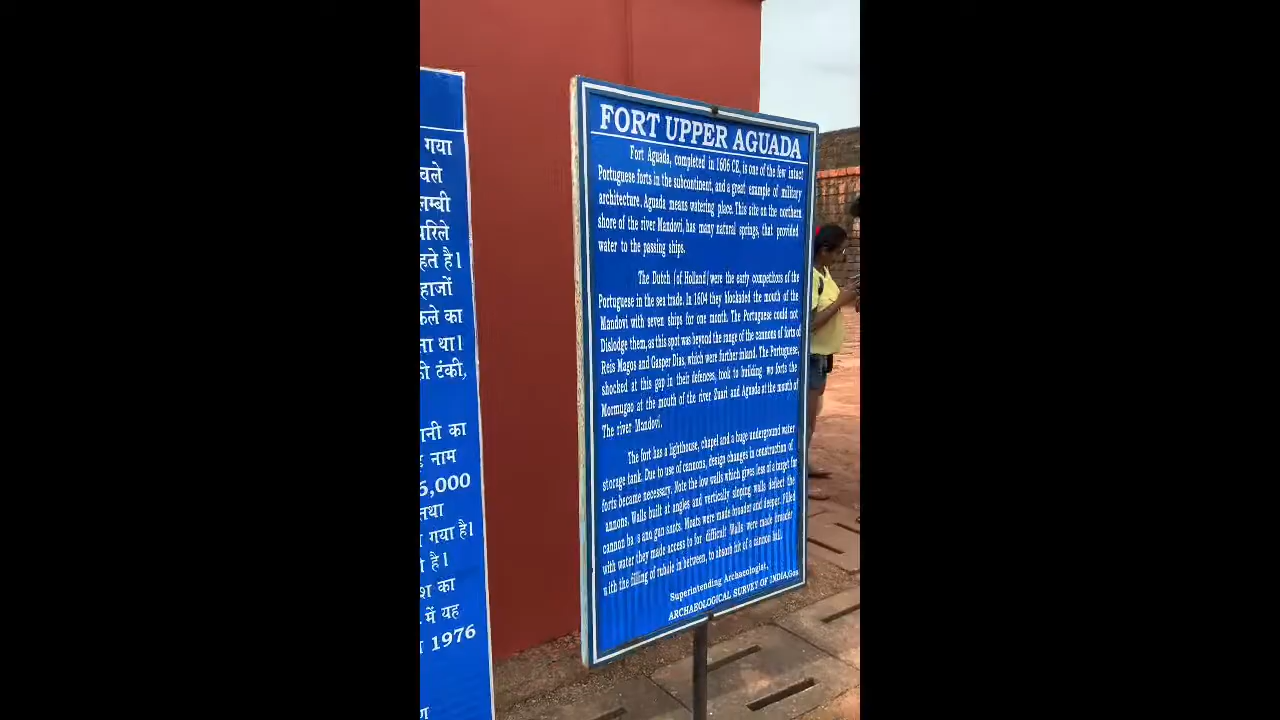 गया
चले
लम्बी
हते है।
हाजों
का
ता था।
की टंकी,
का
नाम
5,000
तथा
गया है।
है।
का
में यह
1976
FORT UPPER AGUADA
Fort Aguada, completed in 1606 CE, is one of the few intact
Portuguese forts in the subcontinent, and a great example of military
architecture. Aguada means watering place. This site on the northern
shore of the river Mandovi, has many natural springs, that provided
water to the passing ships.
The Dutch (of Holland) were the early competitors of the
Portuguese in the sea trade. In 1604 they blockaded the mouth of the
Mandovi with seven ships for one month. The Portuguese could not
Dislodge them, as this spot was beyond the range of the cannons of forts of
Reis Magos and Gasper Dias, which were further inland. The Portuguese,
shocked at this gap in their defences, took to building wo forts the
Mormugao at the mouth of the river Zuari and Aguada at the mouth of
The river Mandovi.
The fort has a lighthouse, chapel and a huge underground water
storage tank. Due to use of cannons, design changes in construction of
forts became necessary. Note the low walls which gives less of a target for
annons. Walls built at angles and vertically sloping walls deflect the
cannon ba s and gun shots. Moats were made broader and deeper. Filled
with water they made access to for difficult. Walls were made broader
with the filling of rubble in between, to absorb hit of a cannon ball.
Superintending Archaeologist,
ARCHAEOLOGICAL SURVEY OF INDIA, Goa